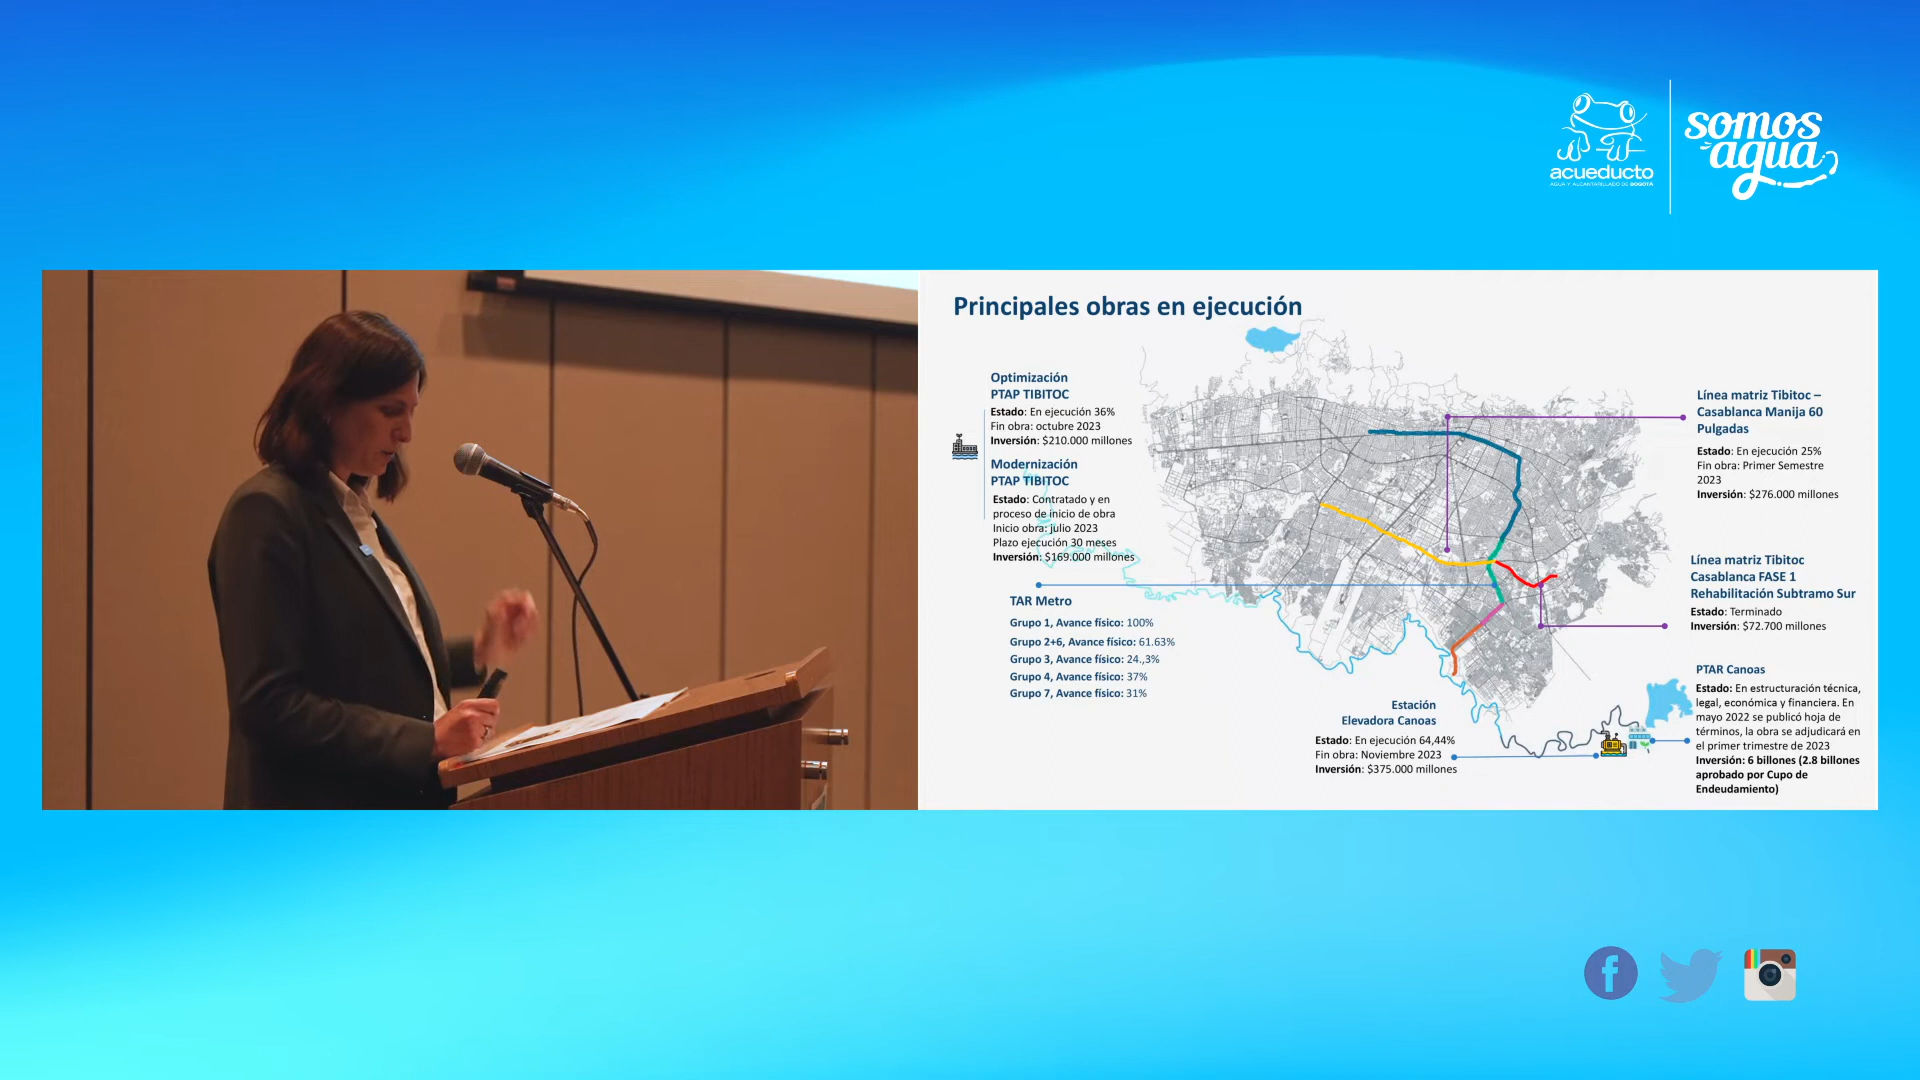 acueducto
AGUA Y ALCANTARILLADO DE BOGOTÁ
somos
agua
Principales obras en ejecución
Optimización
PTAP TIBITOC
Estado: En ejecución 36%
Fin obra: octubre 2023
Inversión: $210.000 millones
Modernización
PTAP TIBITOC
Estado: Contratado y en
proceso de inicio de obra
Inicio obra: julio 2023
Plazo ejecución 30 meses
Inversión: $169.000 millones
TAR Metro
Grupo 1, Avance físico: 100%
Grupo 2+6, Avance físico: 61.63%
Grupo 3, Avance físico: 24.,3%
Grupo 4, Avance físico: 37%
Grupo 7, Avance físico: 31%
Estación
Elevadora Canoas
Estado: En ejecución 64,44%
Fin obra: Noviembre 2023
Inversión: $375.000 millones
Línea matriz Tibitoc –
Casablanca Manija 60
Pulgadas
Estado: En ejecución 25%
Fin obra: Primer Semestre
2023
Inversión: $276.000 millones
Línea matriz Tibitoc
Casablanca FASE 1
Rehabilitación Subtramo Sur
Estado: Terminado
Inversión: $72.700 millones
PTAR Canoas
Estado: En estructuración técnica,
legal, económica y financiera. En
mayo 2022 se publicó hoja de
términos, la obra se adjudicará en
el primer trimestre de 2023
Inversión: 6 billones (2.8 billones
aprobado por Cupo de
Endeudamiento)